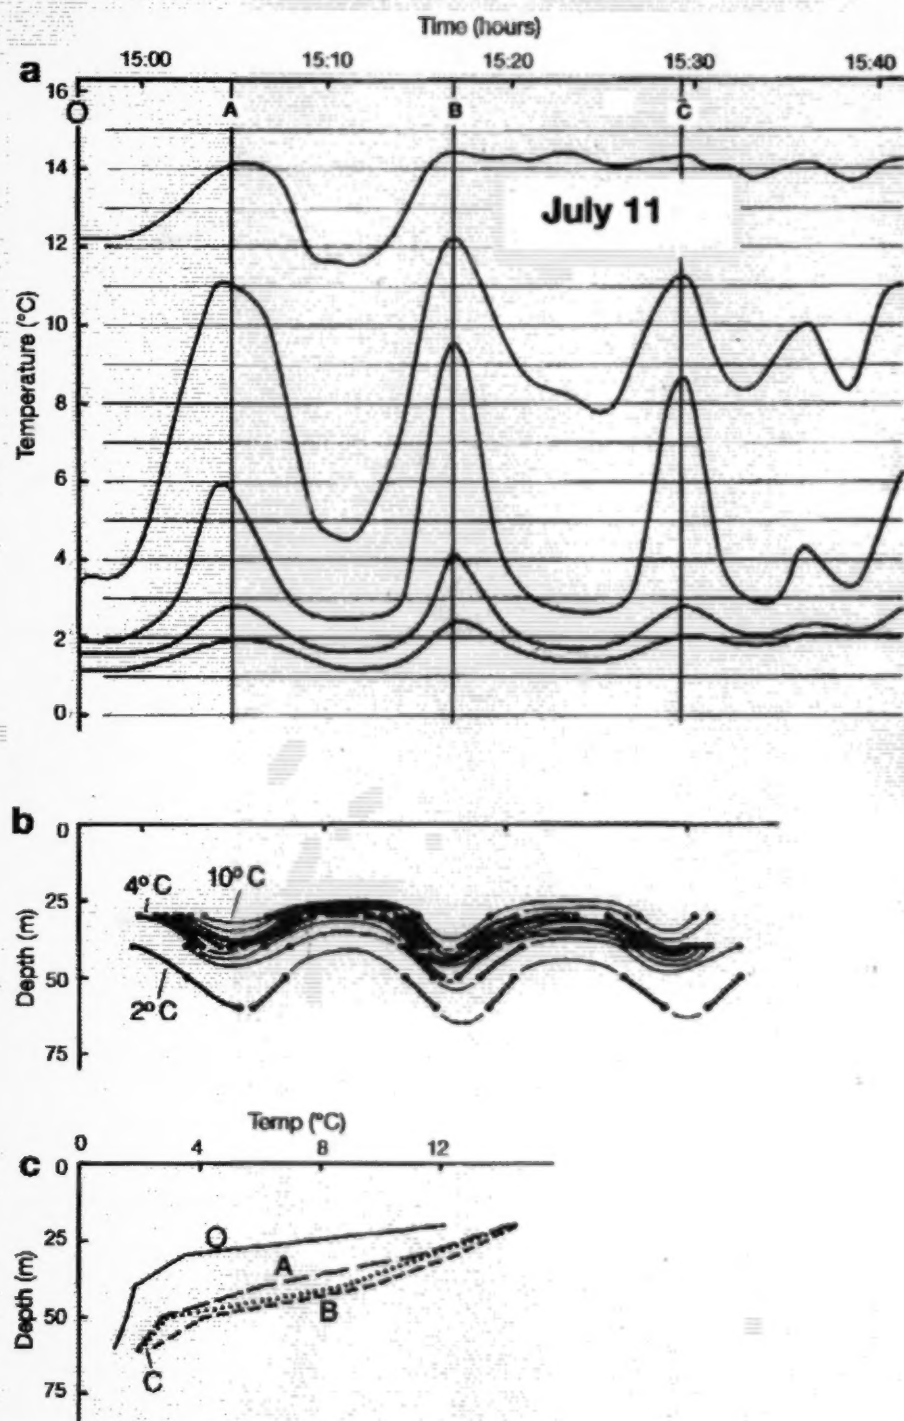 Time (hours)
15:00 15:10 15:20 15:30 15:40
a
16
O A B C
14
July 11
12
10
8
6
4
2
0
Temperature (°C)
b
0
25
50
75
Depth (m)
4°C 10°C
2°C
Temp (°C)
0 4 8 12
c
0
25
50
75
Depth (m)
O
A
B
C